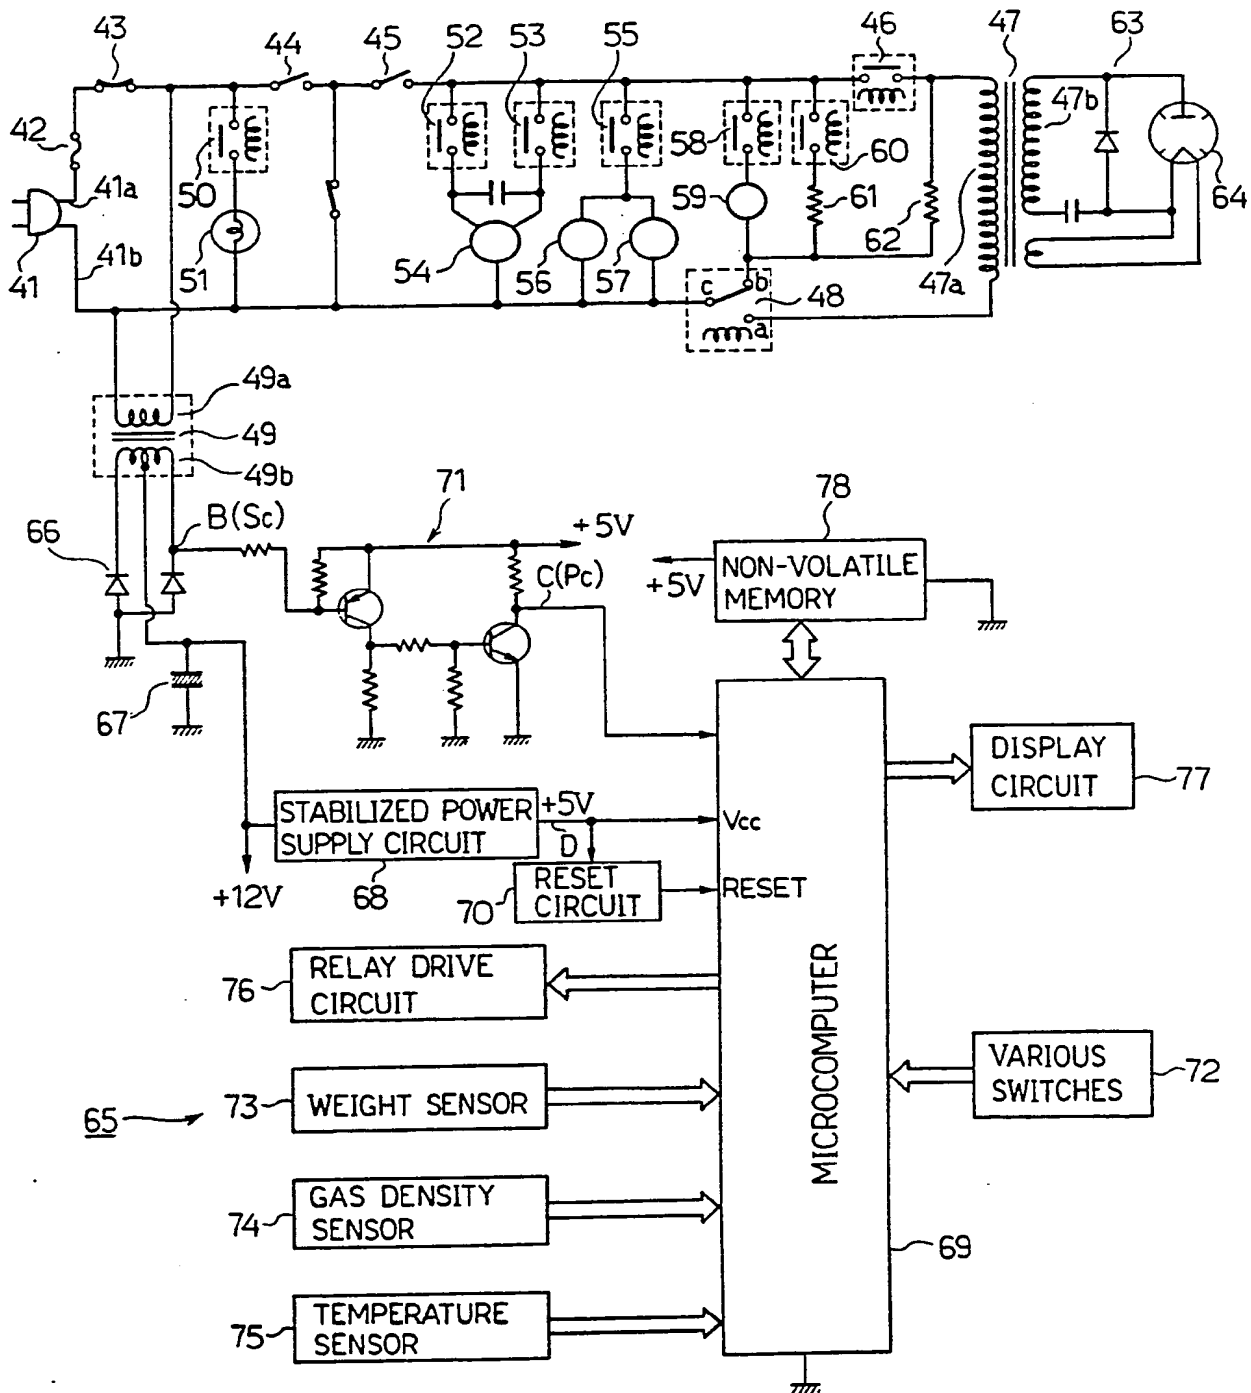 43
44
45
52
53
55
46
47
63
42
41a
50
58
60
47b
59
61
62
64
41
41b
51
54
56
57
47a
c
b
48
a
49a
49
49b
71
78
B(Sc)
66
+5V
C(Pc)
+5V
NON-VOLATILE
MEMORY
67
DISPLAY
CIRCUIT
77
STABILIZED POWER
SUPPLY CIRCUIT
+5V
D
Vcc
+12V
68
70
RESET
CIRCUIT
RESET
76
RELAY DRIVE
CIRCUIT
MICROCOMPUTER
VARIOUS
SWITCHES
72
65
73
WEIGHT SENSOR
74
GAS DENSITY
SENSOR
69
75
TEMPERATURE
SENSOR